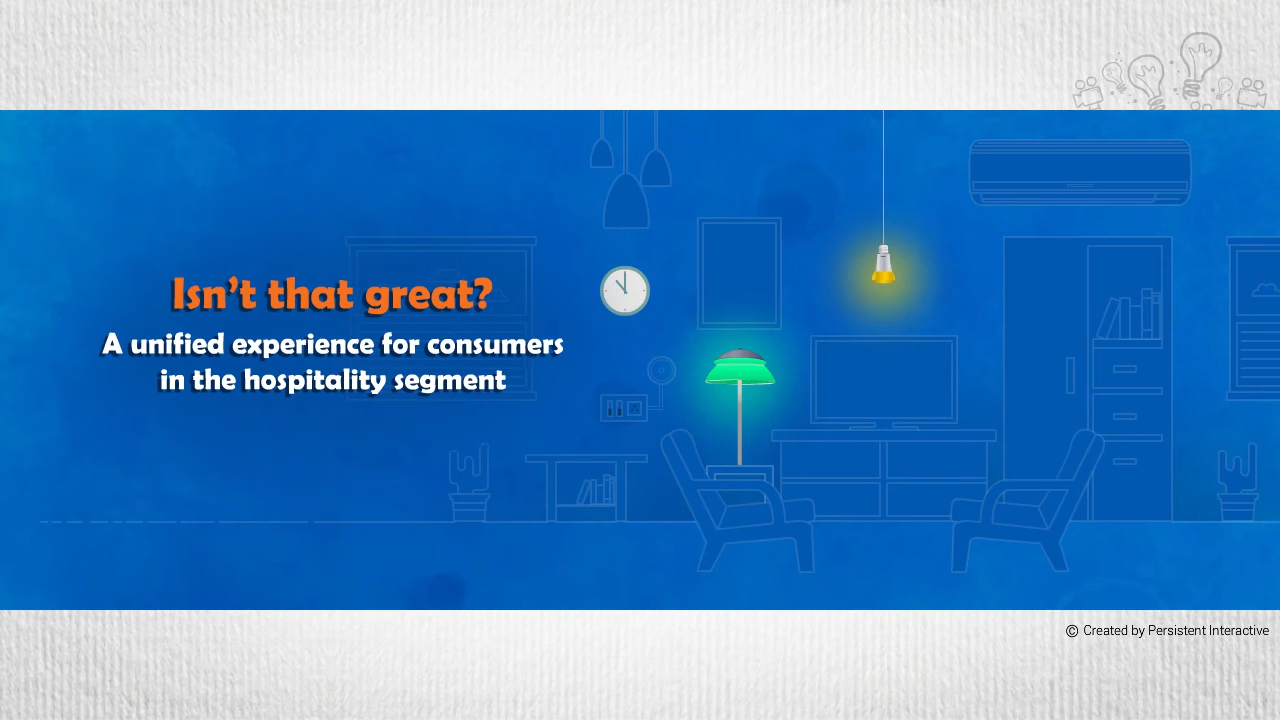 Isn't that great?
A unified experience for consumers
in the hospitality segment
© Created by Persistent Interactive